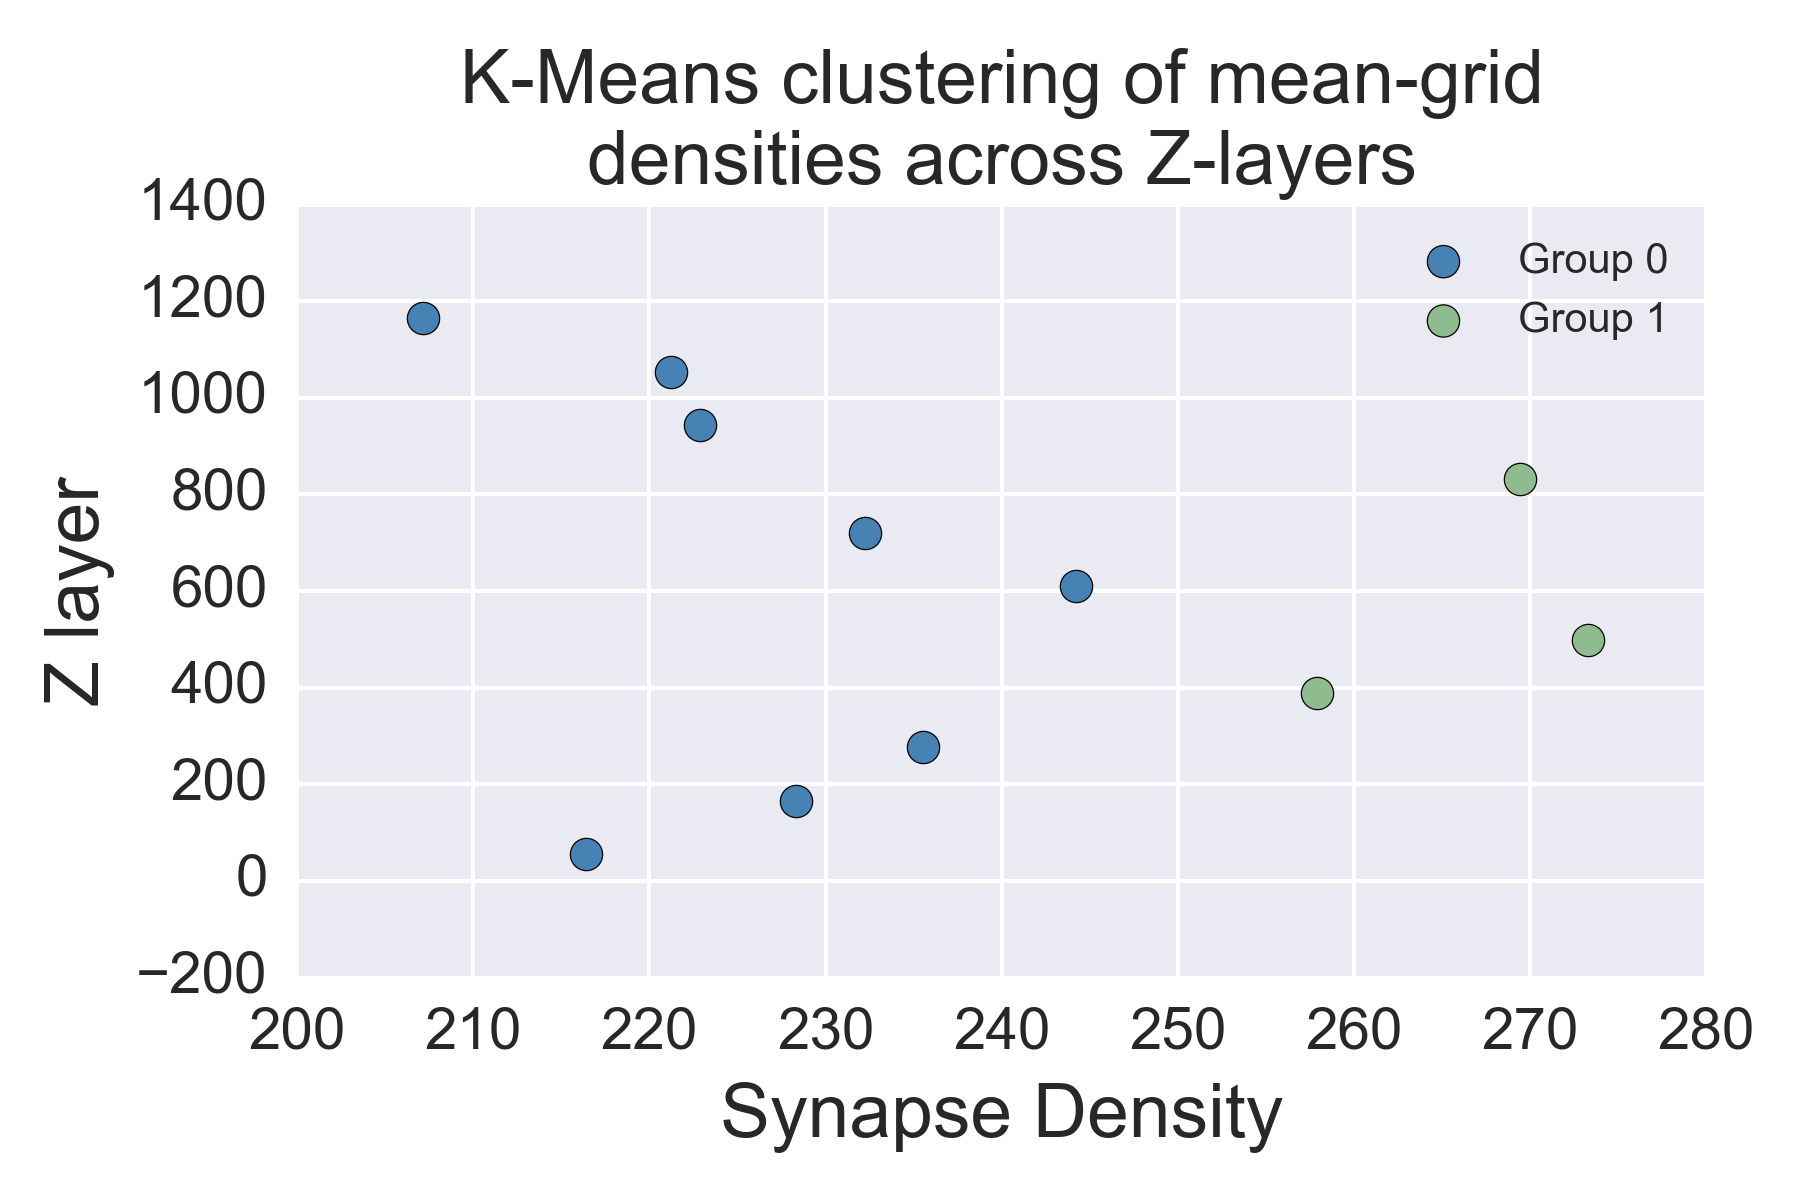 K-Means clustering of mean-grid
densities across Z-layers
1400
1200
1000
800
600
400
200
0
−200
Z layer
Group 0
Group 1
200 210 220 230 240 250 260 270 280
Synapse Density